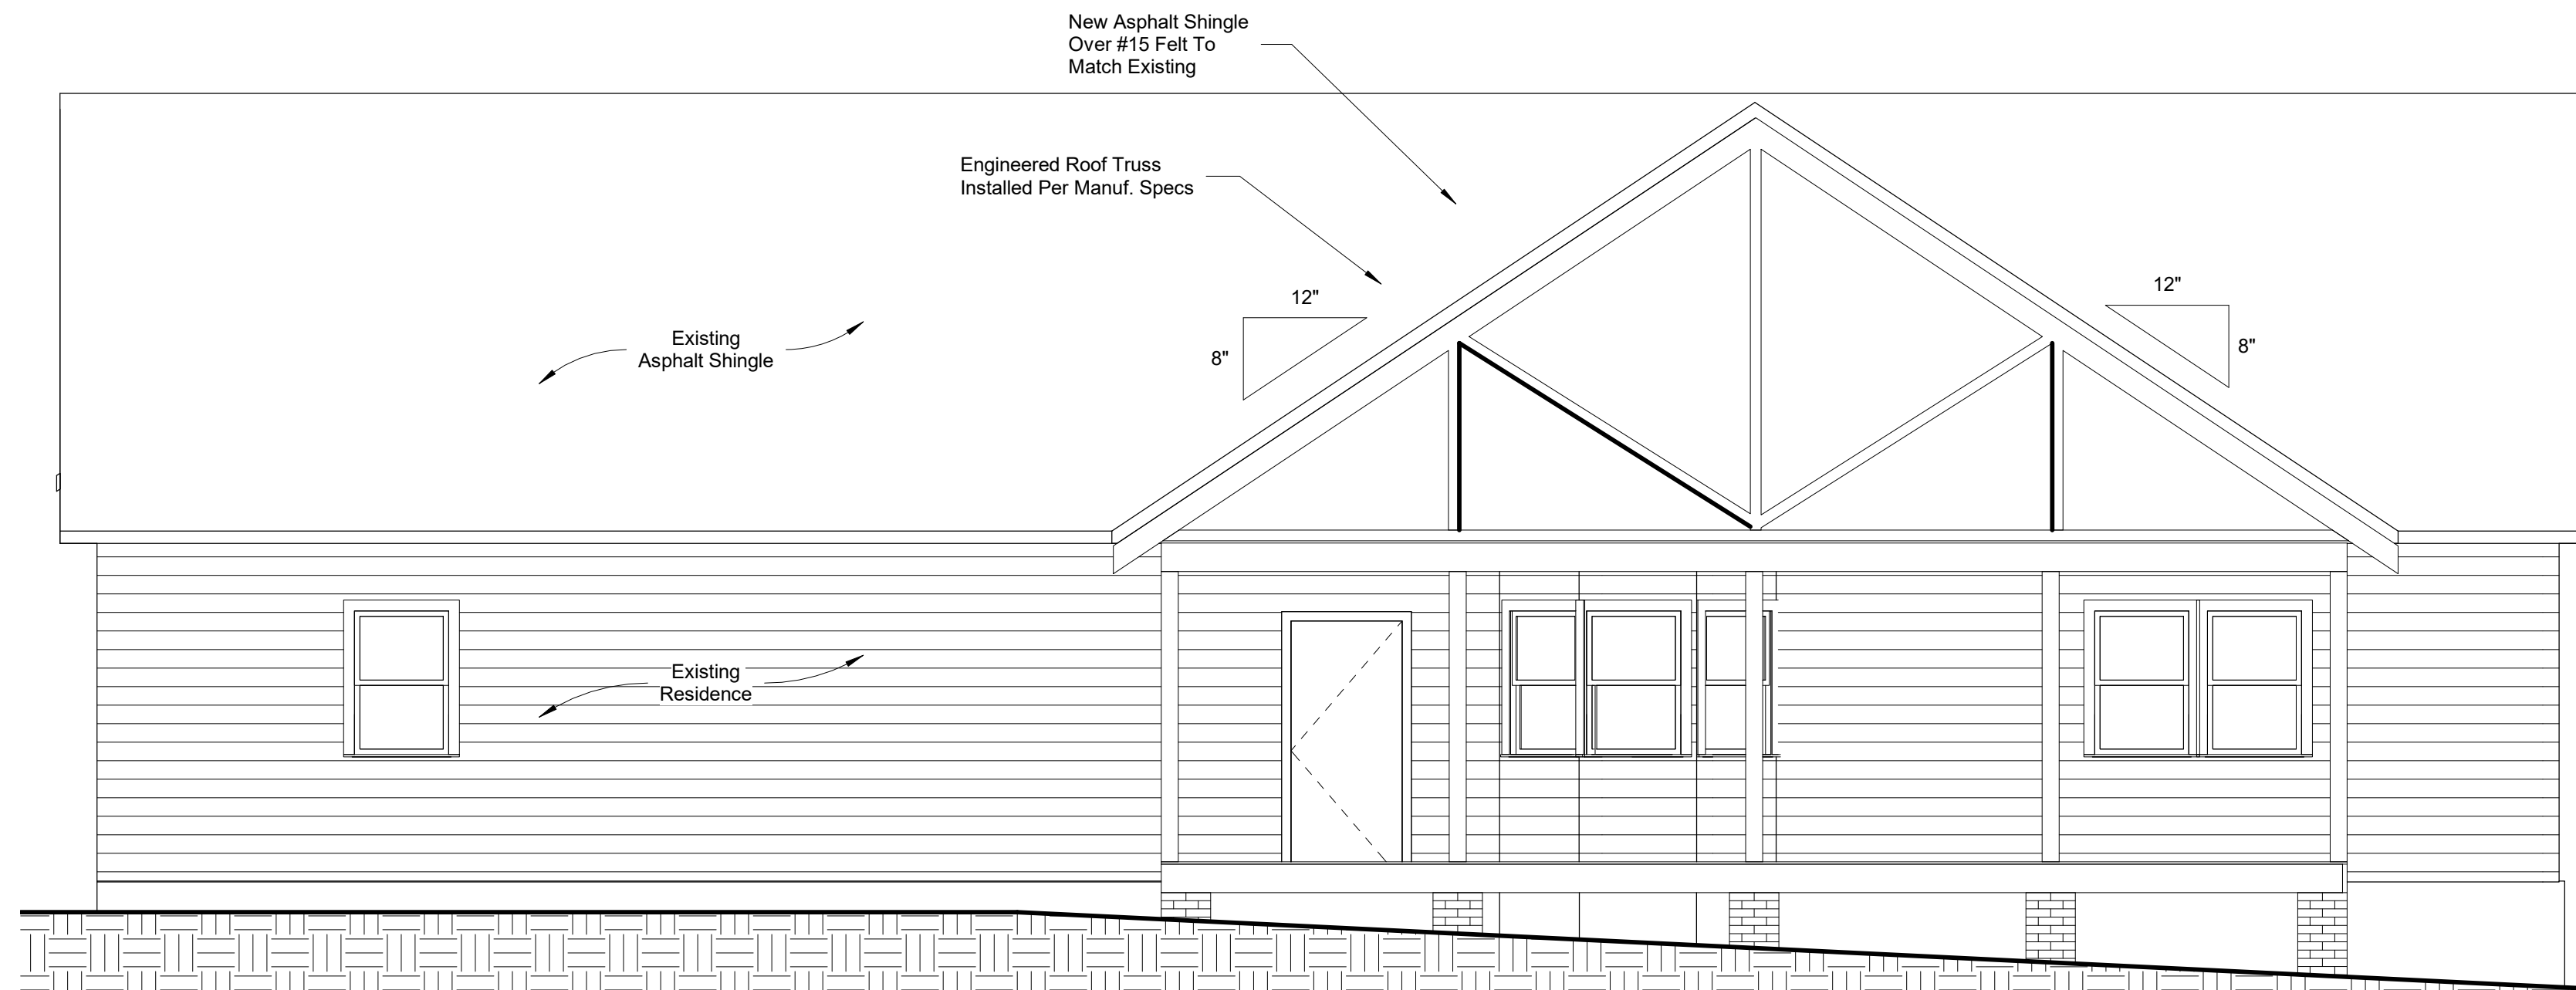 New Asphalt Shingle
Over #15 Felt To
Match Existing
Engineered Roof Truss
Installed Per Manuf. Specs
12"
8"
12"
8"
Existing
Asphalt Shingle
Existing
Residence